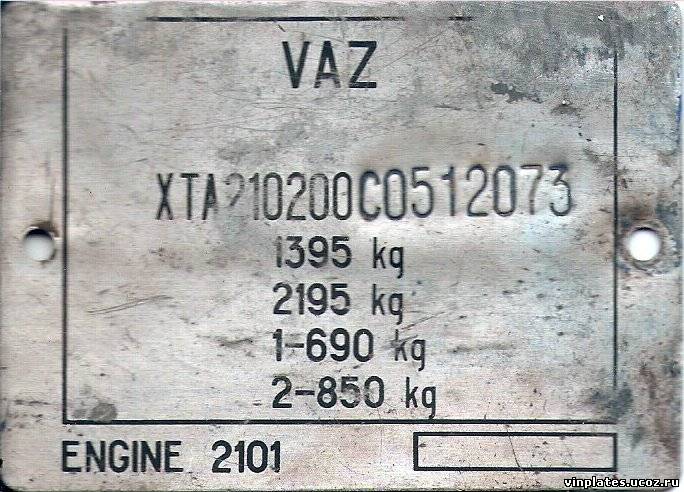 VAZ
XTA210200C0512073
1395 kg
2195 kg
1-690 kg
2-850 kg
ENGINE 2101
vinplates.ucoz.ru